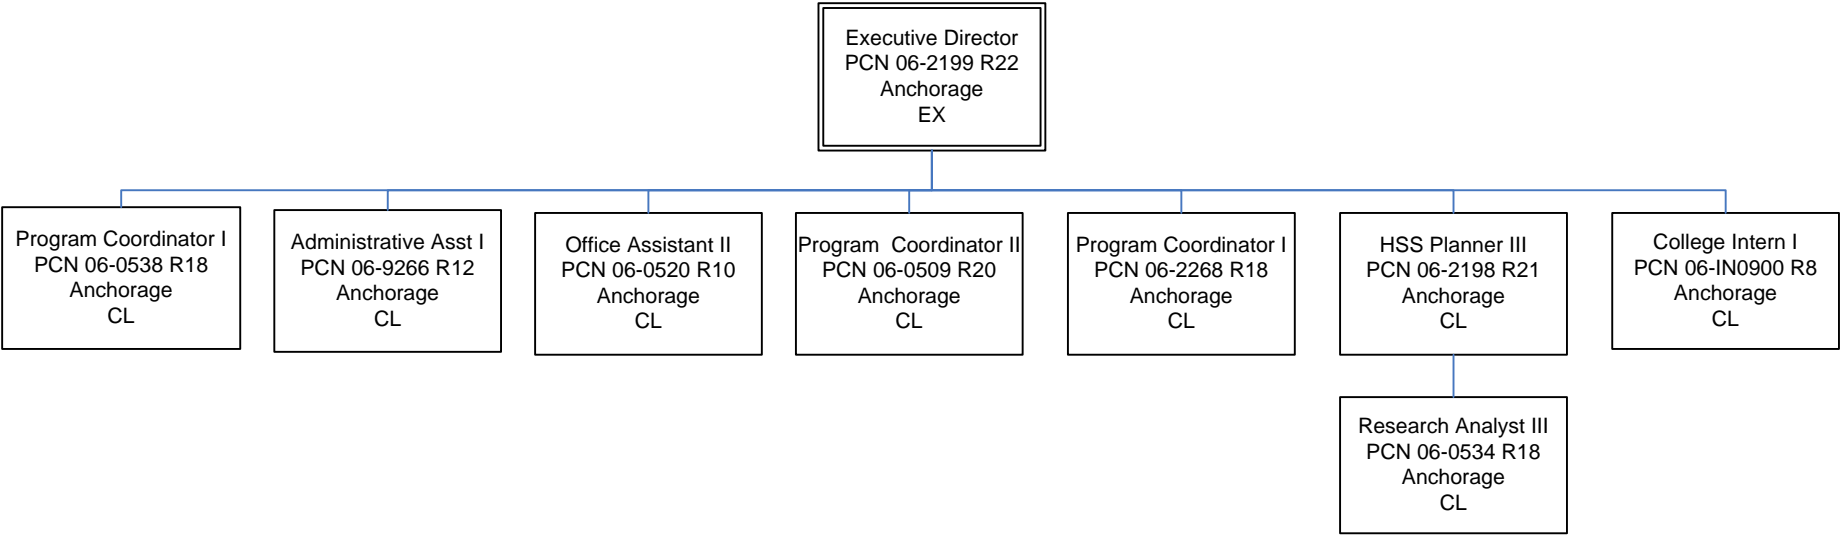 Executive Director
PCN 06-2199 R22
Anchorage
EX
Program Coordinator I
PCN 06-0538 R18
Anchorage
CL
Administrative Asst I
PCN 06-9266 R12
Anchorage
CL
Office Assistant II
PCN 06-0520 R10
Anchorage
CL
Program  Coordinator II
PCN 06-0509 R20
Anchorage
CL
Program Coordinator I
PCN 06-2268 R18
Anchorage
CL
HSS Planner III
PCN 06-2198 R21
Anchorage
CL
College Intern I
PCN 06-IN0900 R8
Anchorage
CL
Research Analyst III
PCN 06-0534 R18
Anchorage
CL